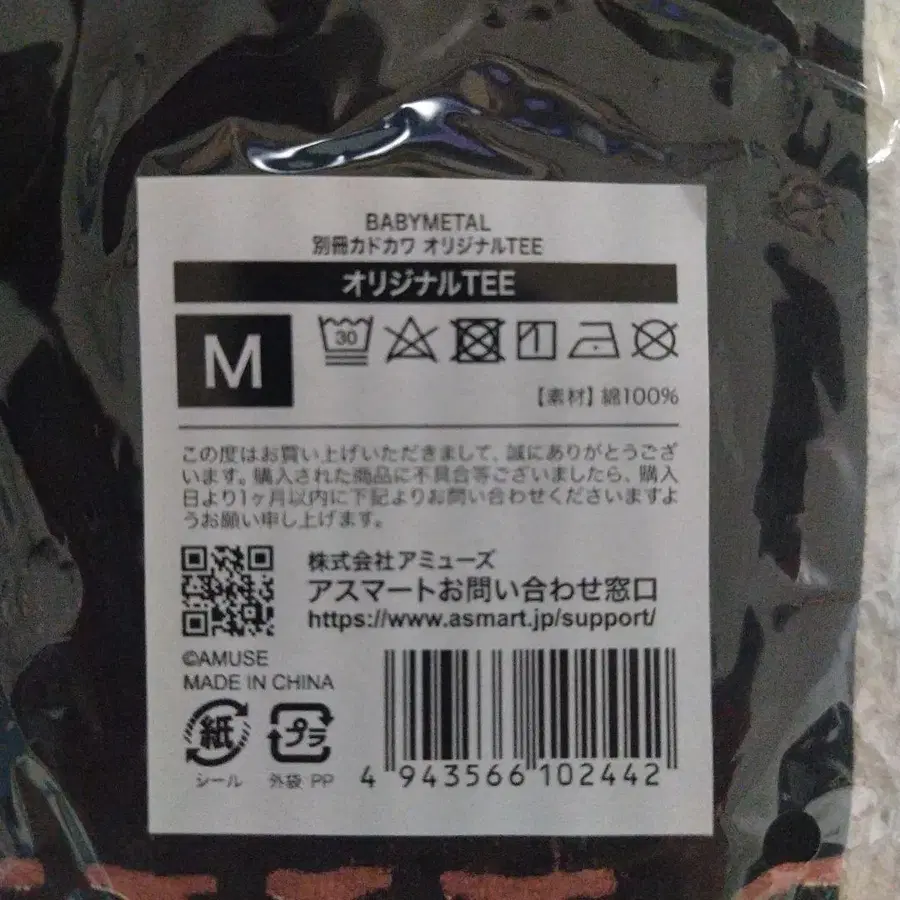 BABYMETAL
別冊カドカワ オリジナルTEE
オリジナルTEE
M
30
【素材】綿100%
この度はお買い上げいただきまして、誠にありがとうござ
います。購入された商品に不具合等ございましたら、購入
日より1ヶ月以内に下記よりお問い合わせくださいますよ
うお願い申し上げます。
株式会社アミューズ
アスマートお問い合わせ窓口
https://www.asmart.jp/support/
©AMUSE
MADE IN CHINA
紙
プラ
シール
外袋 PP
4 943566 102442